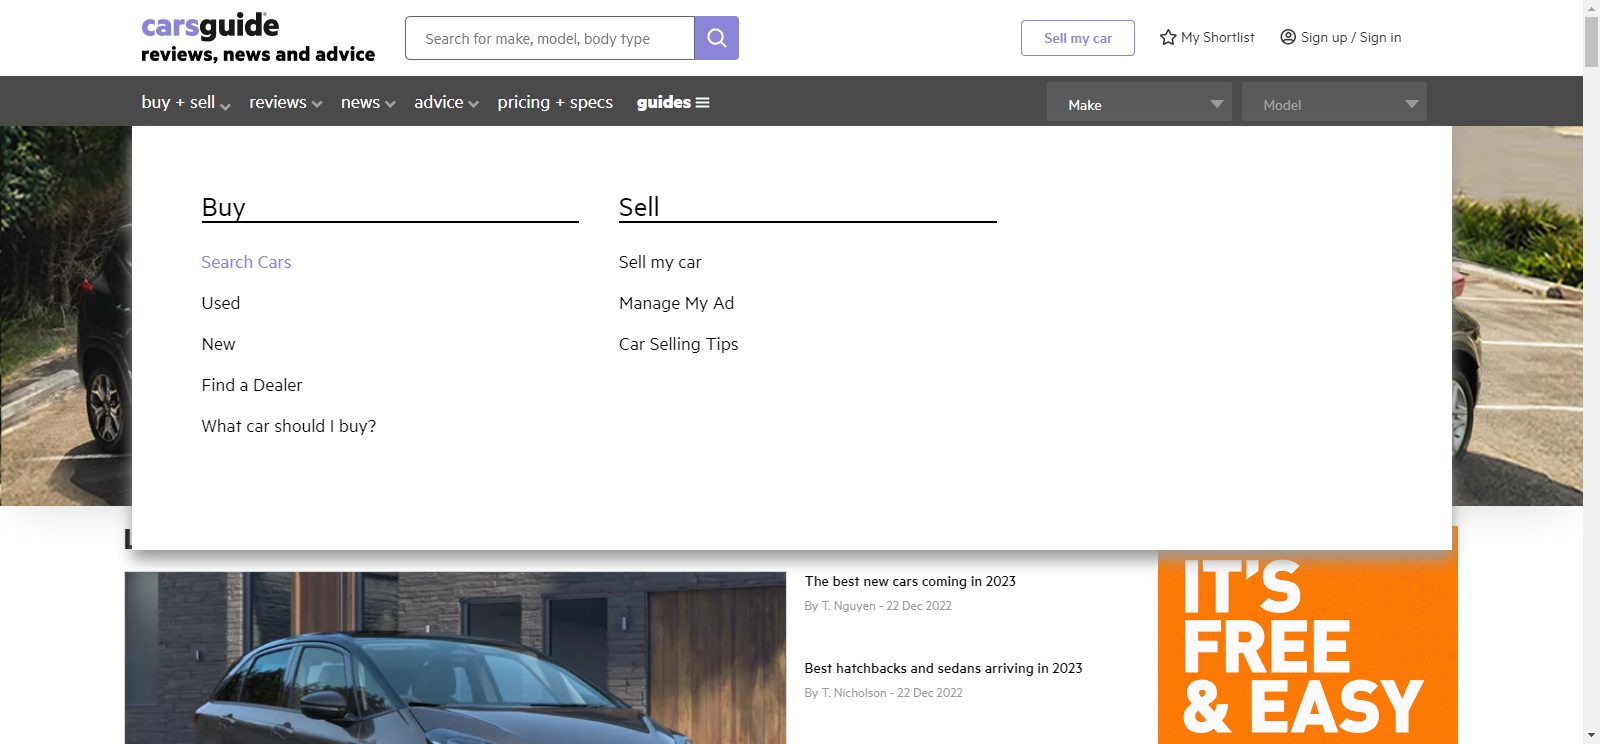 carsguide
reviews, news and advice
Search for make, model, body type
Sell my car
My Shortlist
Sign up / Sign in
buy + sell
reviews
news
advice
pricing + specs
guides
Make
Model
Buy
Search Cars
Used
New
Find a Dealer
What car should I buy?
Sell
Sell my car
Manage My Ad
Car Selling Tips
The best new cars coming in 2023
By T. Nguyen - 22 Dec 2022
Best hatchbacks and sedans arriving in 2023
By T. Nicholson - 22 Dec 2022
IT'S
FREE
& EASY